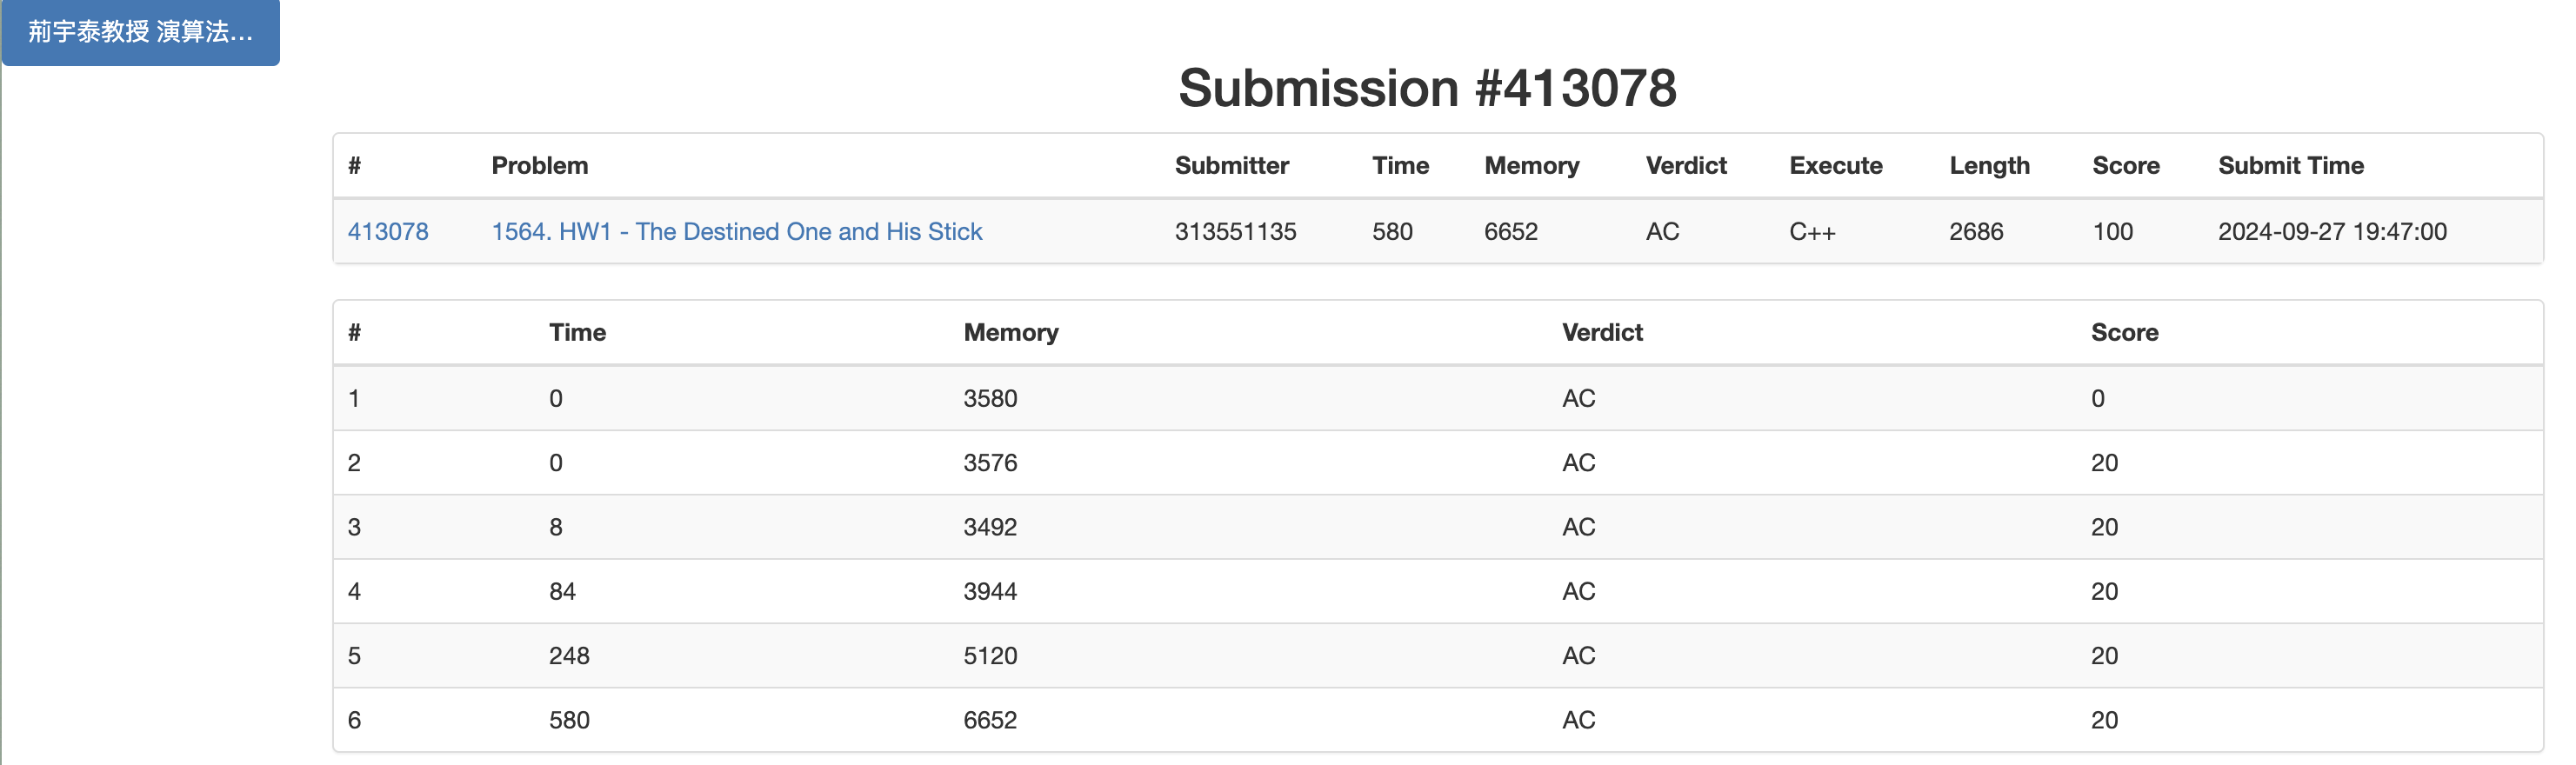 荊宇泰教授 演算法...
Submission #413078
# Problem Submitter Time Memory Verdict Execute Length Score Submit Time
413078 1564. HW1 - The Destined One and His Stick 313551135 580 6652 AC C++ 2686 100 2024-09-27 19:47:00
# Time Memory Verdict Score
1 0 3580 AC 0
2 0 3576 AC 20
3 8 3492 AC 20
4 84 3944 AC 20
5 248 5120 AC 20
6 580 6652 AC 20